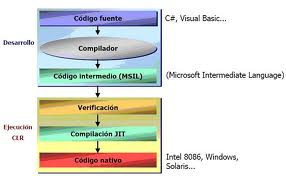 Código fuente
C#, Visual Basic...
Desarrollo
Compilador
Código intermedio (MSIL)
(Microsoft Intermediate Language)
Verificación
Ejecución
CLR
Compilación JIT
Código nativo
Intel 8086, Windows,
Solaris...